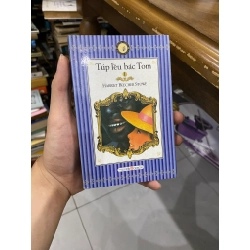 Túp lều bác Tom
HARRIET BEECHER STOWE